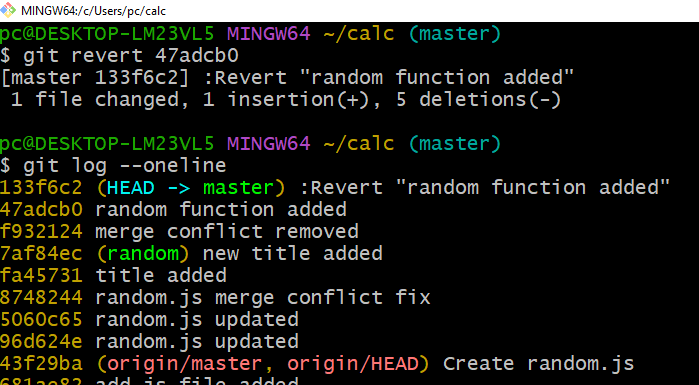 MINGW64:/c/Users/pc/calc
pc@DESKTOP-LM23VL5 MINGW64 ~/calc (master)
$ git revert 47adcb0
[master 133f6c2] :Revert "random function added"
 1 file changed, 1 insertion(+), 5 deletions(-)
pc@DESKTOP-LM23VL5 MINGW64 ~/calc (master)
$ git log --oneline
133f6c2 (HEAD -> master) :Revert "random function added"
47adcb0 random function added
f932124 merge conflict removed
7af84ec (random) new title added
fa45731 title added
8748244 random.js merge conflict fix
5060c65 random.js updated
96d624e random.js updated
43f29ba (origin/master, origin/HEAD) Create random.js
681ae82 add js file added